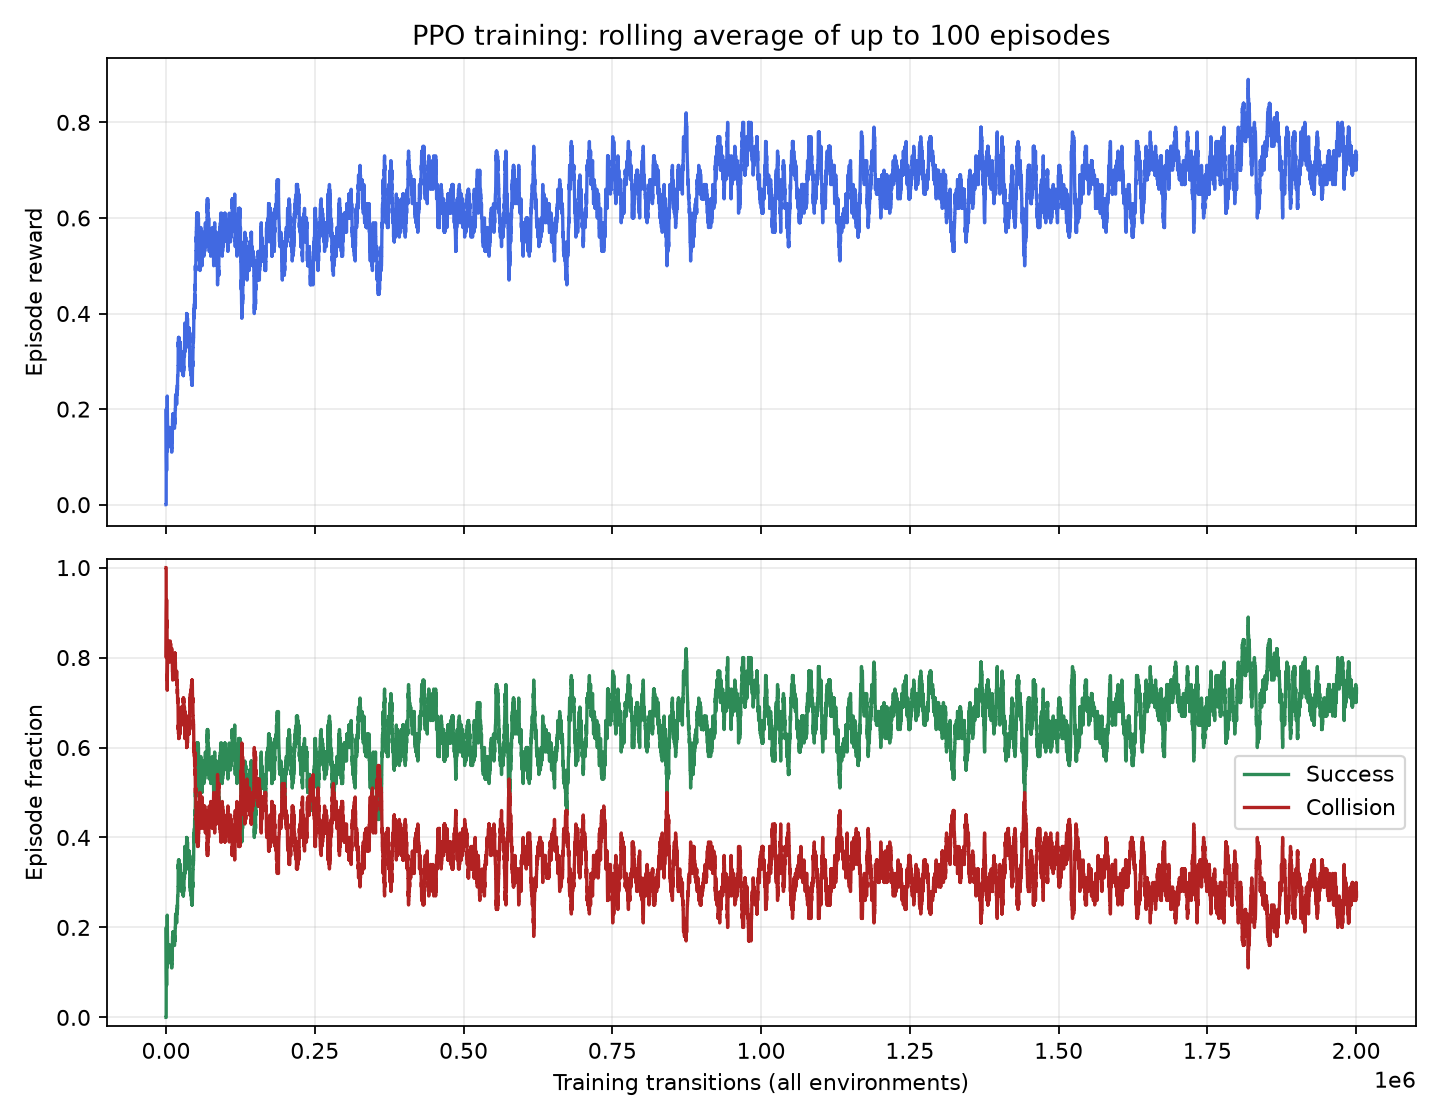 PPO training: rolling average of up to 100 episodes
0.8
0.6
0.4
0.2
0.0
Episode reward
1.0
0.8
0.6
0.4
0.2
0.0
Episode fraction
Success
Collision
0.00 0.25 0.50 0.75 1.00 1.25 1.50 1.75 2.00
1e6
Training transitions (all environments)